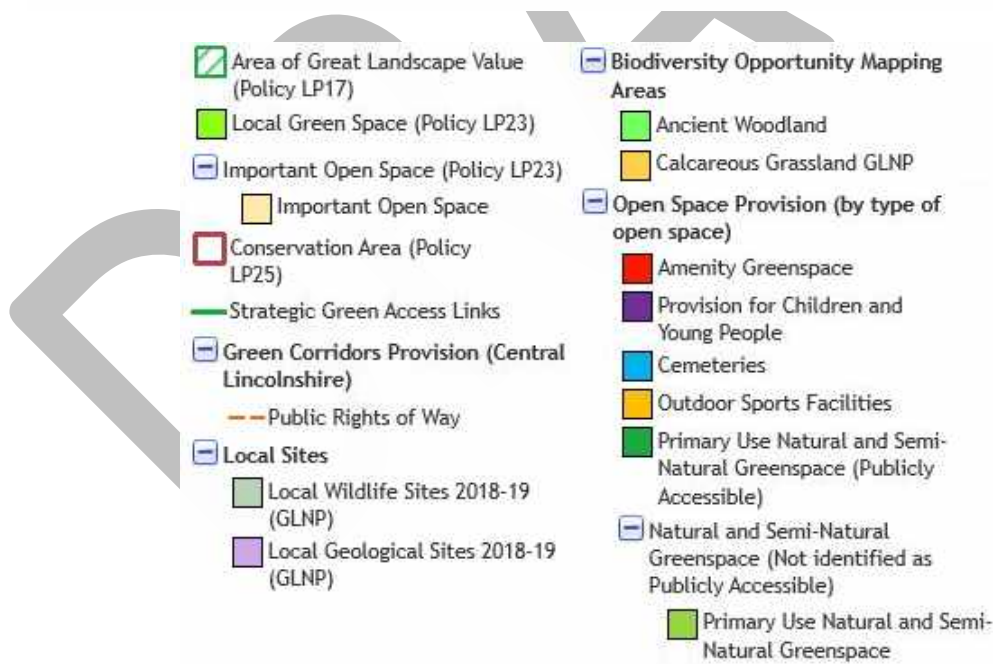 Area of Great Landscape Value
(Policy LP17)
Local Green Space (Policy LP23)
Important Open Space (Policy LP23)
Important Open Space
Conservation Area (Policy
LP25)
Strategic Green Access Links
Green Corridors Provision (Central
Lincolnshire)
Public Rights of Way
Local Sites
Local Wildlife Sites 2018-19
(GLNP)
Local Geological Sites 2018-19
(GLNP)
Biodiversity Opportunity Mapping
Areas
Ancient Woodland
Calcareous Grassland GLNP
Open Space Provision (by type of
open space)
Amenity Greenspace
Provision for Children and
Young People
Cemeteries
Outdoor Sports Facilities
Primary Use Natural and Semi-
Natural Greenspace (Publicly
Accessible)
Natural and Semi-Natural
Greenspace (Not identified as
Publicly Accessible)
Primary Use Natural and Semi-
Natural Greenspace